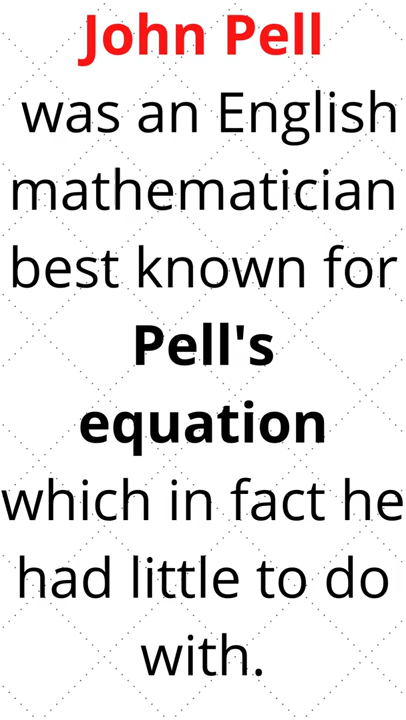 John Pell
was an English
mathematician
best known for
Pell's
equation
which in fact he
had little to do
with.